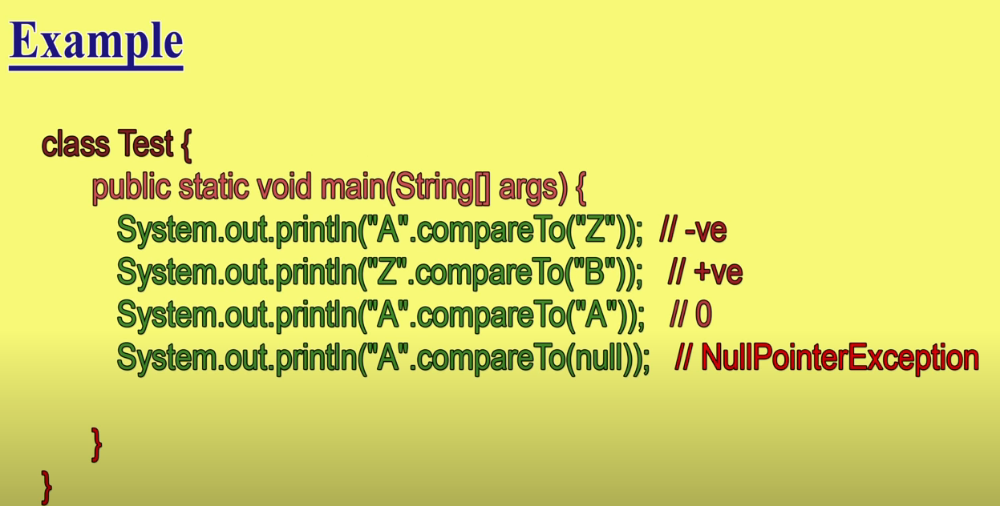 Example
class Test {
public static void main(String[] args) {
System.out.println("A".compareTo("Z")); // -ve
System.out.println("Z".compareTo("B")); // +ve
System.out.println("A".compareTo("A")); // 0
System.out.println("A".compareTo(null)); // NullPointerException
}
}